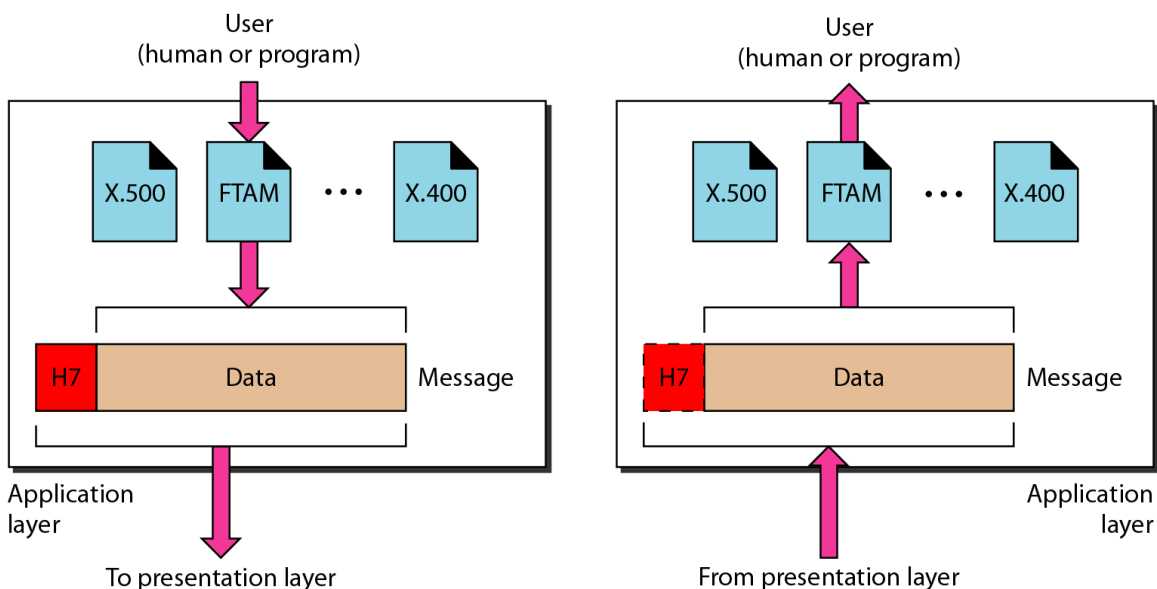 User
(human or program)
X.500
FTAM
...
X.400
H7
Data
Message
Application
layer
To presentation layer
User
(human or program)
X.500
FTAM
...
X.400
H7
Data
Message
Application
layer
From presentation layer